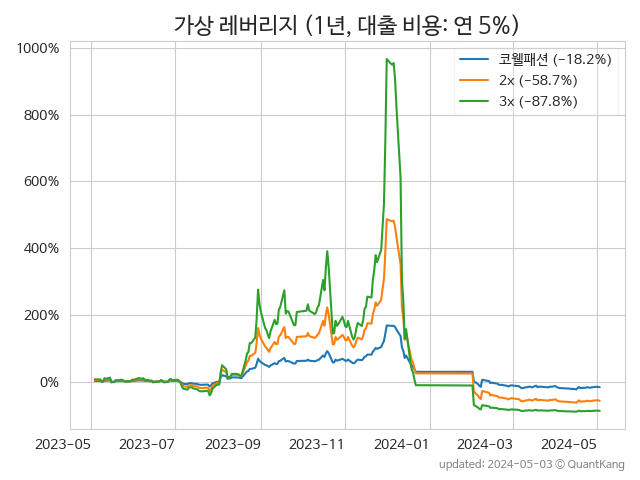 가상 레버리지 (1년, 대출 비용: 연 5%)
1000%
800%
600%
400%
200%
0%
코웰패션 (-18.2%)
2x (-58.7%)
3x (-87.8%)
2023-05 2023-07 2023-09 2023-11 2024-01 2024-03 2024-05
updated: 2024-05-03 © QuantKang